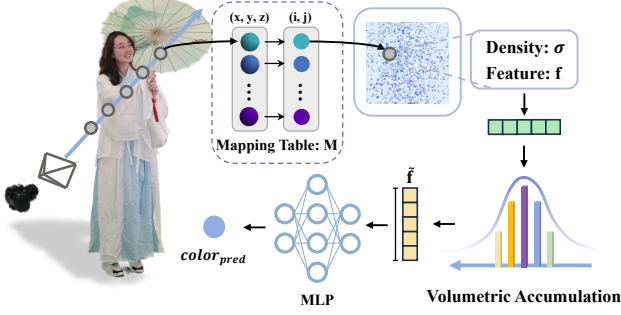 (x, y, z) (i, j)
Mapping Table: M
Density: σ
Feature: f
f̃
color_pred
MLP
Volumetric Accumulation